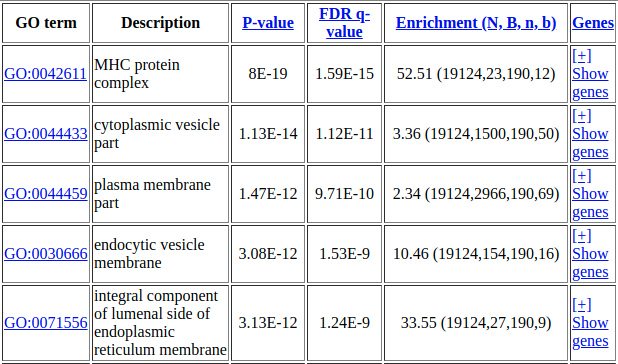 GO term Description P-value FDR q-value Enrichment (N, B, n, b) Genes
GO:0042611 MHC protein complex 8E-19 1.59E-15 52.51 (19124,23,190,12) [+] Show genes
GO:0044433 cytoplasmic vesicle part 1.13E-14 1.12E-11 3.36 (19124,1500,190,50) [+] Show genes
GO:0044459 plasma membrane part 1.47E-12 9.71E-10 2.34 (19124,2966,190,69) [+] Show genes
GO:0030666 endocytic vesicle membrane 3.08E-12 1.53E-9 10.46 (19124,154,190,16) [+] Show genes
GO:0071556 integral component of lumenal side of endoplasmic reticulum membrane 3.13E-12 1.24E-9 33.55 (19124,27,190,9) [+] Show genes